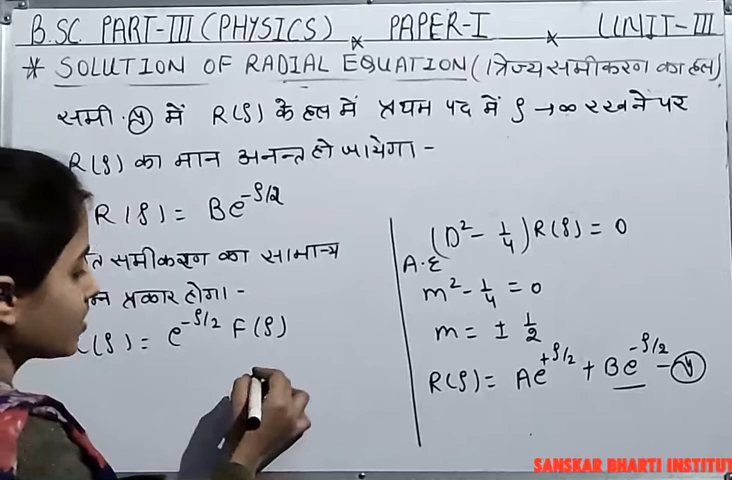 B.SC. PART-III (PHYSICS) * PAPER-I * UNIT-III
* SOLUTION OF RADIAL EQUATION (त्रिज्य समीकरण का हल)
समी. (५) में R(ρ) के हल में प्रथम पद में ρ → ∞ रखने पर
R(ρ) का मान अनन्त हो जायेगा -
R(ρ) = Be^-ρ/2
समीकरण का सामान्य
प्रकार होगा -
(ρ) = e^-ρ/2 F(ρ)
(D² - 1/4) R(ρ) = 0
A.E
m² - 1/4 = 0
m = ± 1/2
R(ρ) = Ae^+ρ/2 + Be^-ρ/2 - (५)
SANSKAR BHARTI INSTITUT